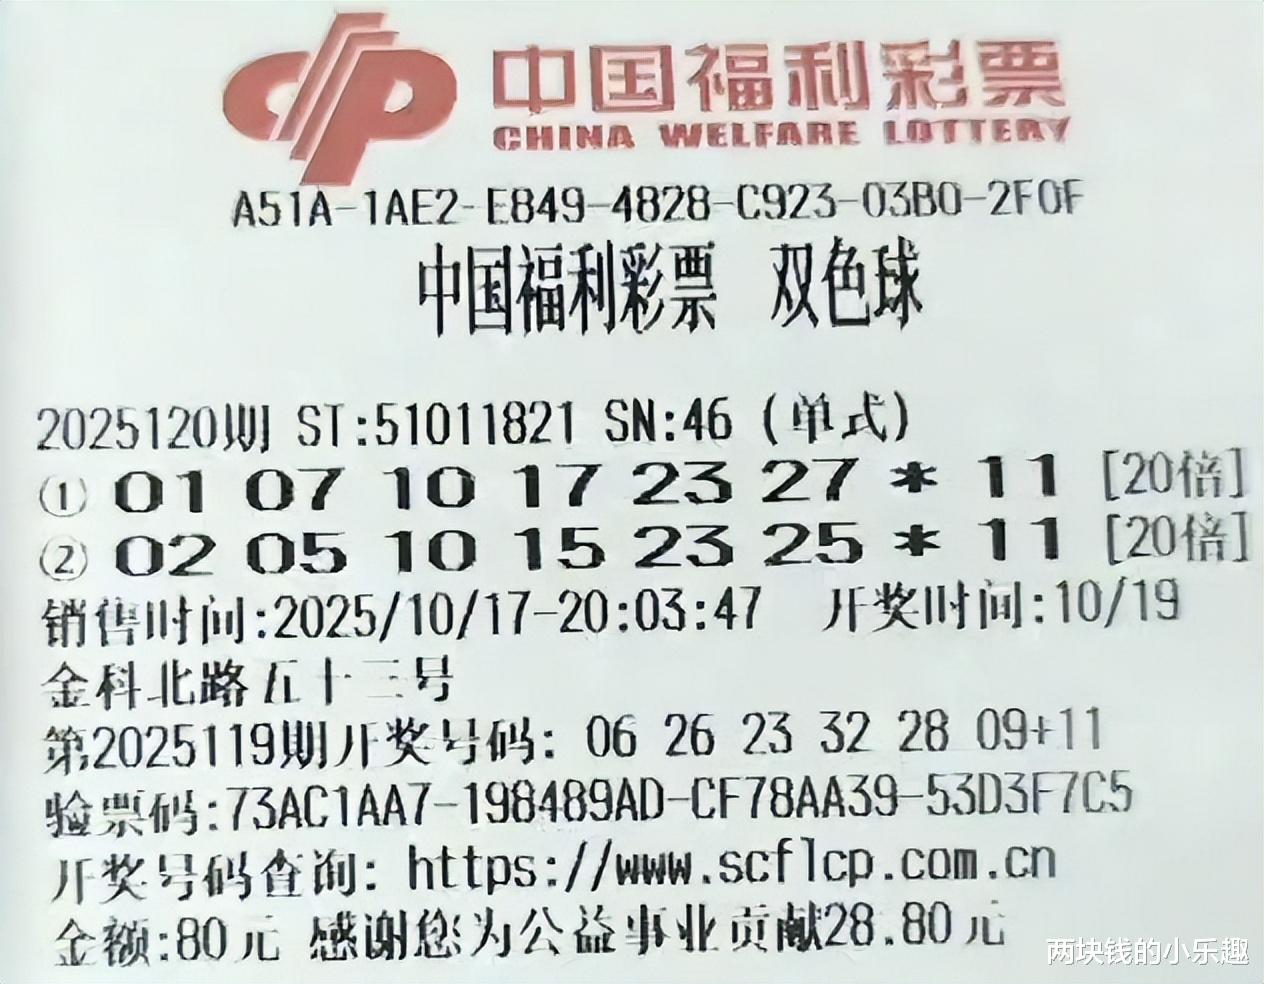 中国福利彩票
CHINA WELFARE LOTTERY
A51A-1AE2-E849-4828-C923-03B0-2F0F
中国福利彩票 双色球
2025120期 ST:51011821 SN:46 (单式)
① 01 07 10 17 23 27 * 11 [20倍]
② 02 05 10 15 23 25 * 11 [20倍]
销售时间:2025/10/17-20:03:47 开奖时间:10/19
金科北路五十三号
第2025119期开奖号码: 06 26 23 32 28 09+11
验票码:73AC1AA7-198489AD-CF78AA39-53D3F7C5
开奖号码查询: https://www.scflcp.com.cn
金额:80元 感谢您为公益事业贡献28.80元
两块钱的小乐趣